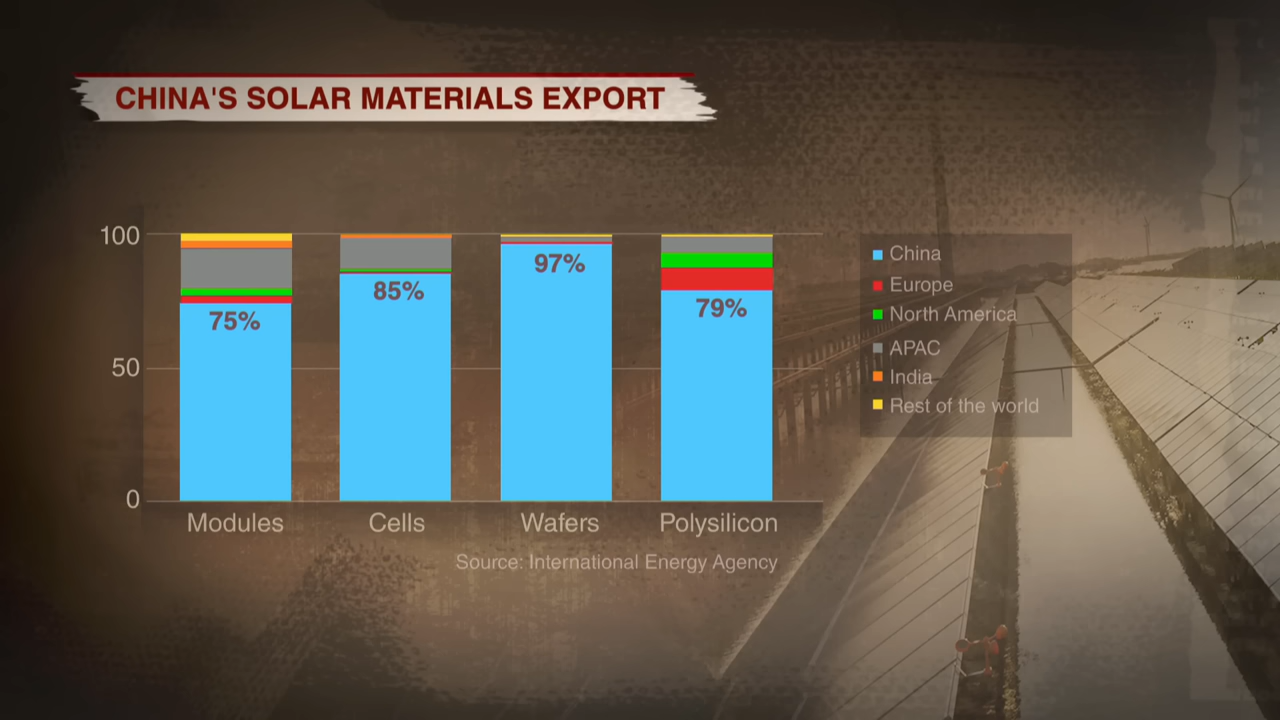 CHINA'S SOLAR MATERIALS EXPORT
100
50
0
75%
85%
97%
79%
Modules
Cells
Wafers
Polysilicon
China
Europe
North America
APAC
India
Rest of the world
Source: International Energy Agency